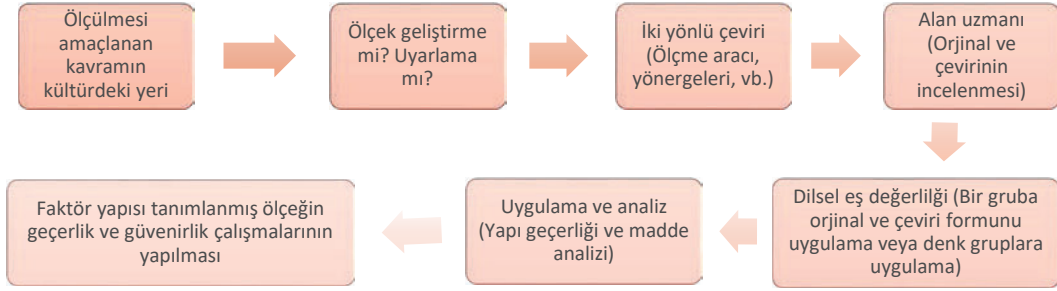 Ölçülmesi
amaçlanan
kavramın
kültürdeki yeri
Ölçek geliştirme
mi? Uyarlama
mı?
İki yönlü çeviri
(Ölçme aracı,
yönergeleri, vb.)
Alan uzmanı
(Orjinal ve
çevirinin
incelenmesi)
Dilsel eş değerlilği (Bir gruba
orjinal ve çeviri formunu
uygulama veya denk gruplara
uygulama)
Uygulama ve analiz
(Yapı geçerliği ve madde
analizi)
Faktör yapısı tanımlanmış ölçeğin
geçerlik ve güvenirlik çalışmalarının
yapılması